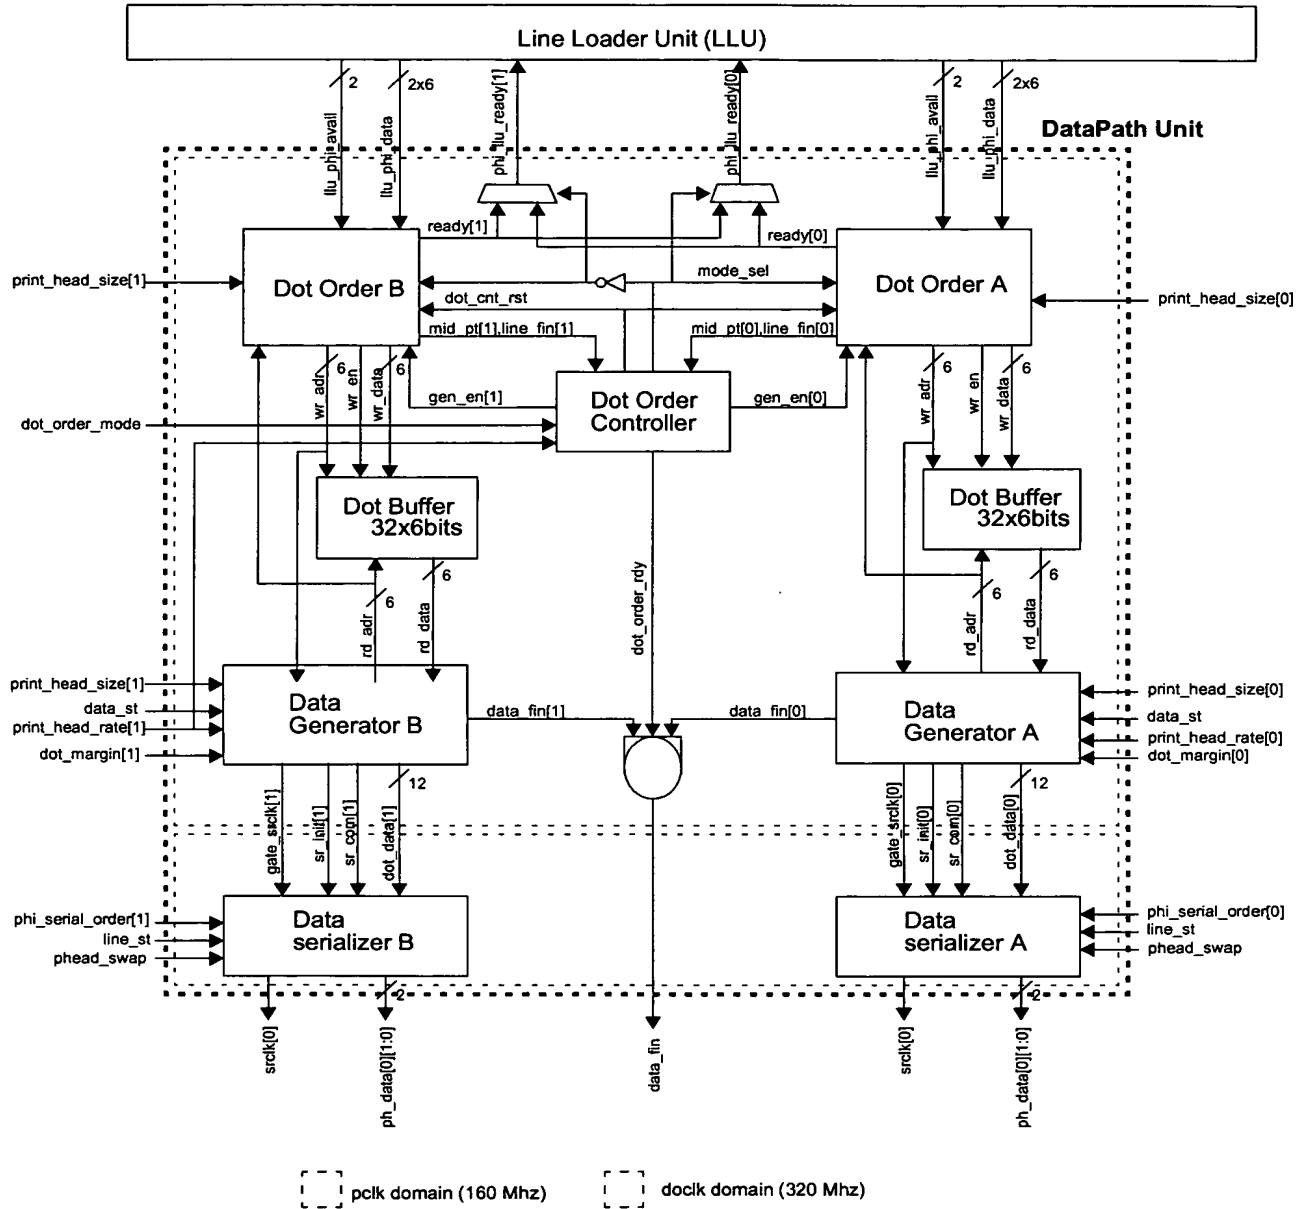 Line Loader Unit (LLU)
2
2x6
2
2x6
llu_phi_avail
llu_phi_data
phi_llu_ready[1]
phi_llu_ready[0]
llu_phi_avail
llu_phi_data
DataPath Unit
ready[1]
ready[0]
print_head_size[1]
Dot Order B
mode_sel
Dot Order A
print_head_size[0]
dot_cnt_rst
mid_pt[1],line_fin[1]
mid_pt[0],line_fin[0]
6
6
wr_adr
wr_en
wr_data
gen_en[1]
Dot Order
Controller
gen_en[0]
6
6
wr_adr
wr_en
wr_data
dot_order_mode
Dot Buffer
32x6bits
Dot Buffer
32x6bits
6
6
rd_adr
rd_data
dot_order_rdy
6
6
rd_adr
rd_data
print_head_size[1]
data_st
print_head_rate[1]
dot_margin[1]
Data
Generator B
data_fin[1]
data_fin[0]
Data
Generator A
print_head_size[0]
data_st
print_head_rate[0]
dot_margin[0]
12
12
gate_srclk[1]
sr_init[1]
sr_com[1]
dot_data[1]
gate_srclk[0]
sr_init[0]
sr_com[0]
dot_data[0]
phi_serial_order[1]
line_st
phead_swap
Data
serializer B
Data
serializer A
phi_serial_order[0]
line_st
phead_swap
2
2
srclk[0]
ph_data[0][1:0]
data_fin
srclk[0]
ph_data[0][1:0]
pclk domain (160 Mhz)
doclk domain (320 Mhz)